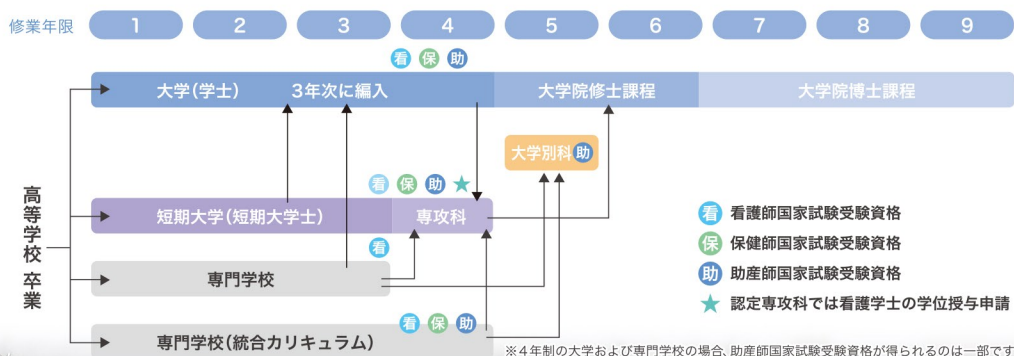 修業年限 1 2 3 4 5 6 7 8 9
看 保 助
大学(学士) 3年次に編入 大学院修士課程 大学院博士課程
大学別科 助
看 保 助 ★
高等学校卒業
短期大学(短期大学士) 専攻科
看
専門学校
看 保 助
専門学校(統合カリキュラム)
看 看護師国家試験受験資格
保 保健師国家試験受験資格
助 助産師国家試験受験資格
★ 認定専攻科では看護学士の学位授与申請
※4年制の大学および専門学校の場合、助産師国家試験受験資格が得られるのは一部です